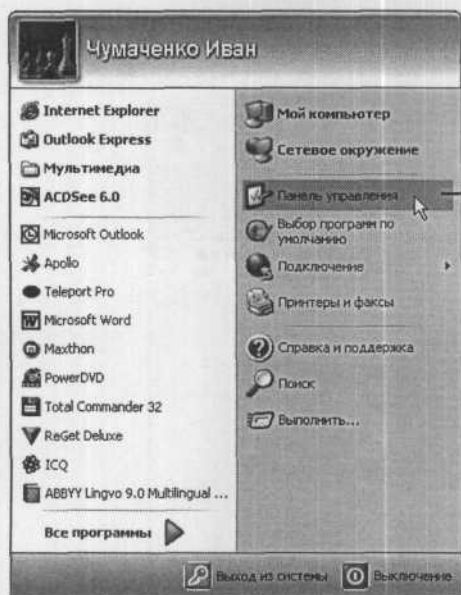 Чумаченко Иван
Internet Explorer
Outlook Express
Мультимедиа
ACDSee 6.0
Microsoft Outlook
Apollo
Teleport Pro
Microsoft Word
Maxthon
PowerDVD
Total Commander 32
ReGet Deluxe
ICQ
ABBYY Lingvo 9.0 Multilingual ...
Все программы
Мой компьютер
Сетевое окружение
Панель управления
Выбор программ по
умолчанию
Подключение
Принтеры и факсы
Справка и поддержка
Поиск
Выполнить...
Выход из системы
Выключение